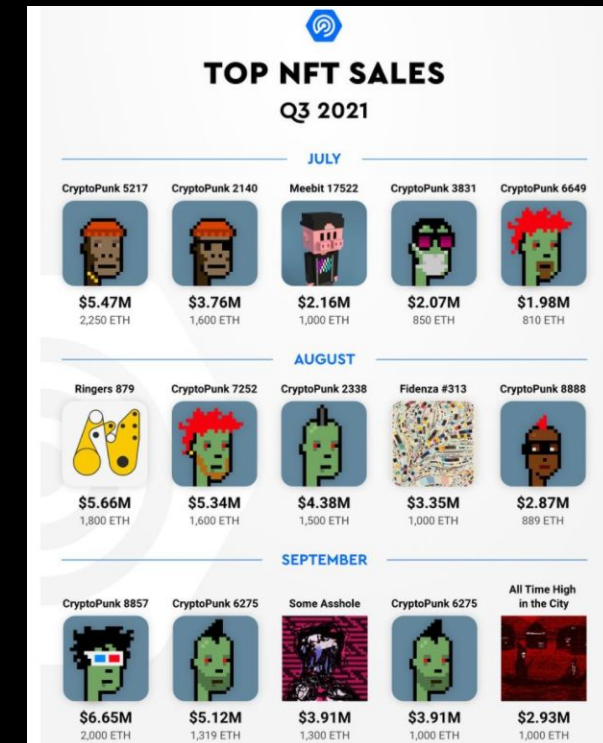 TOP NFT SALES
Q3 2021
JULY
CryptoPunk 5217
CryptoPunk 2140
Meebit 17522
CryptoPunk 3831
CryptoPunk 6649
$5.47M
$3.76M
$2.16M
$2.07M
$1.98M
2,250 ETH
1,600 ETH
1,000 ETH
850 ETH
810 ETH
AUGUST
Ringers 879
CryptoPunk 7252
CryptoPunk 2338
Fidenza #313
CryptoPunk 8888
$5.66M
$5.34M
$4.38M
$3.35M
$2.87M
1,800 ETH
1,600 ETH
1,500 ETH
1,000 ETH
889 ETH
SEPTEMBER
CryptoPunk 8857
CryptoPunk 6275
Some Asshole
CryptoPunk 6275
All Time High
in the City
$6.65M
$5.12M
$3.91M
$3.91M
$2.93M
2,000 ETH
1,319 ETH
1,300 ETH
1,000 ETH
1,000 ETH